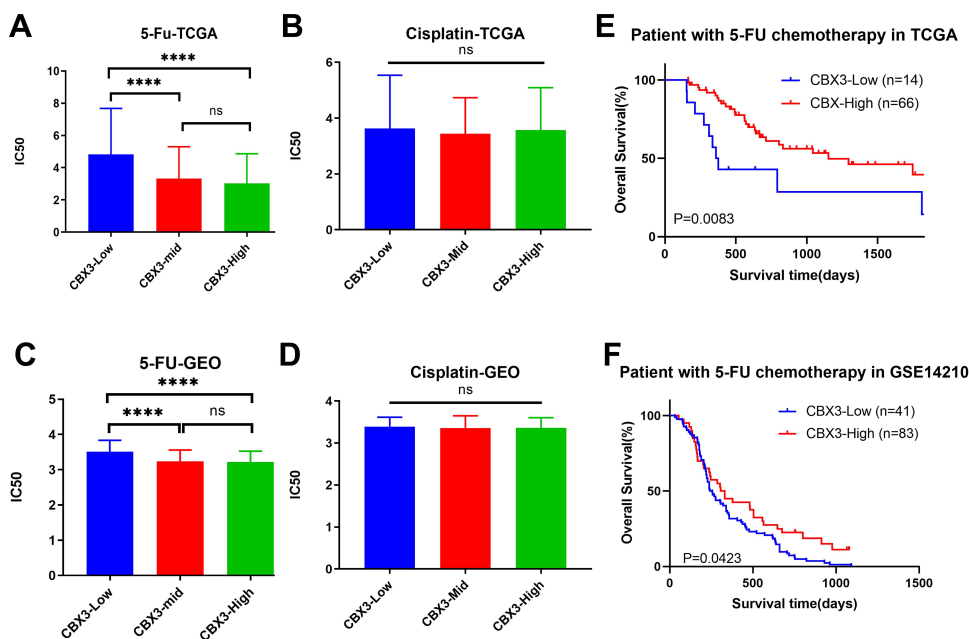 A
5-Fu-TCGA
****
****
ns
10
8
6
4
2
0
IC50
CBX3-Low
CBX3-mid
CBX3-High
B
Cisplatin-TCGA
ns
6
4
2
0
IC50
CBX3-Low
CBX3-Mid
CBX3-High
E
Patient with 5-FU chemotherapy in TCGA
CBX3-Low (n=14)
CBX-High (n=66)
100
50
0
Overall Survival(%)
P=0.0083
0
500
1000
1500
Survival time(days)
C
5-FU-GEO
****
****
ns
5
4
3
2
1
0
IC50
CBX3-Low
CBX3-mid
CBX3-High
D
Cisplatin-GEO
ns
4
3
2
1
0
IC50
CBX3-Low
CBX3-Mid
CBX3-High
F
Patient with 5-FU chemotherapy in GSE14210
CBX3-Low (n=41)
CBX3-High (n=83)
100
50
0
Overall Survival(%)
P=0.0423
0
500
1000
1500
Survival time(days)